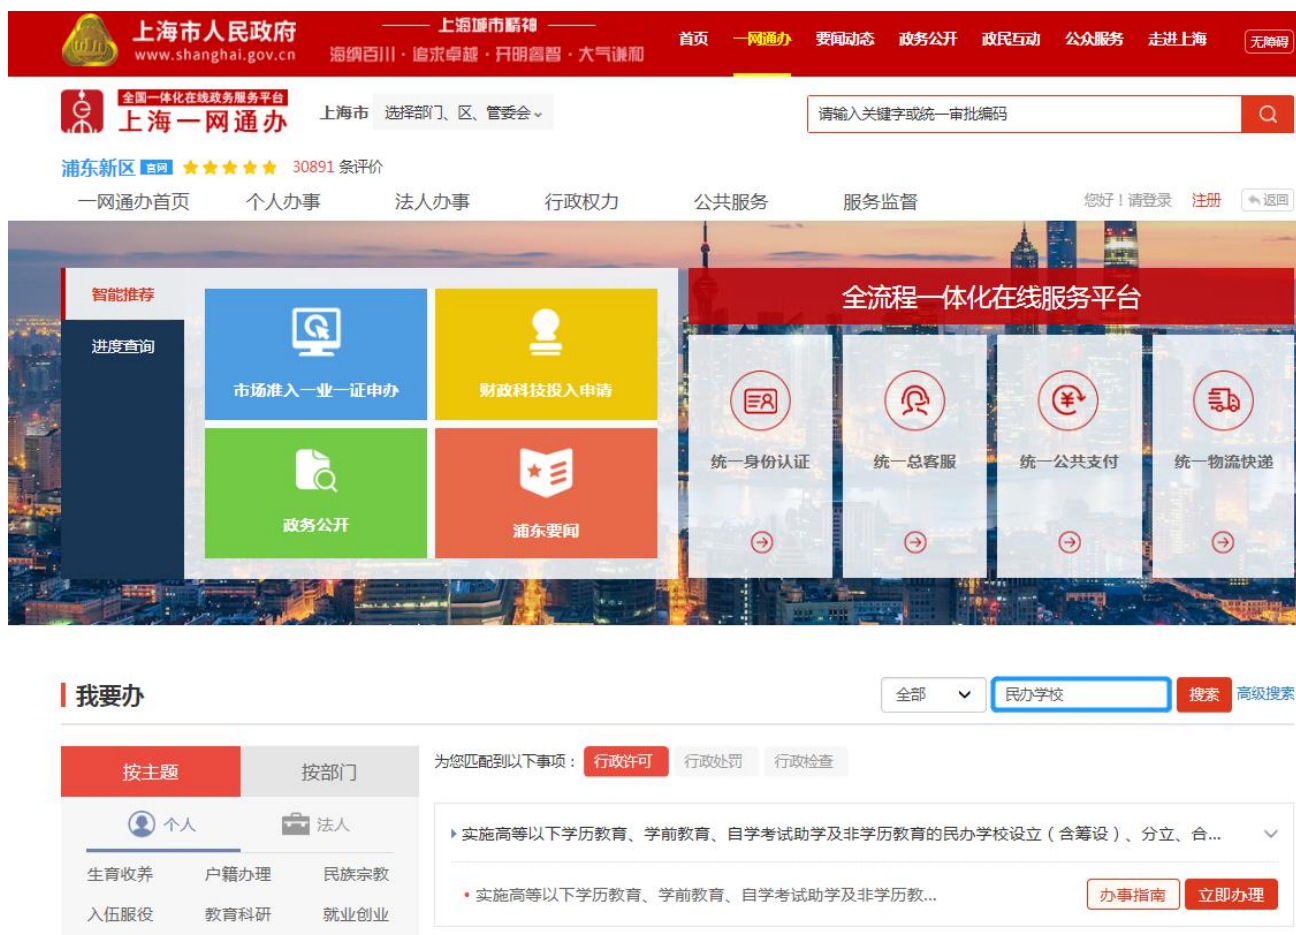 上海市人民政府
www.shanghai.gov.cn
上海城市精神
海纳百川·追求卓越·开明睿智·大气谦和
首页 一网通办 要闻动态 政务公开 政民互动 公众服务 走进上海 无障碍
全国一体化在线政务服务平台
上海一网通办
上海市 选择部门、区、管委会
请输入关键字或统一审批编码
浦东新区 官网 30891 条评价
一网通办首页 个人办事 法人办事 行政权力 公共服务 服务监督 您好！请登录 注册 返回
智能推荐
进度查询
市场准入一业一证申办
财政科技投入申请
政务公开
浦东要闻
全流程一体化在线服务平台
统一身份认证
统一总客服
统一公共支付
统一物流快递
我要办
全部 民办学校 搜索 高级搜索
按主题 按部门
个人 法人
生育收养 户籍办理 民族宗教
入伍服役 教育科研 就业创业
为您匹配到以下事项： 行政许可 行政处罚 行政检查
实施高等以下学历教育、学前教育、自学考试助学及非学历教育的民办学校设立（含筹设）、分立、合...
实施高等以下学历教育、学前教育、自学考试助学及非学历教... 办事指南 立即办理